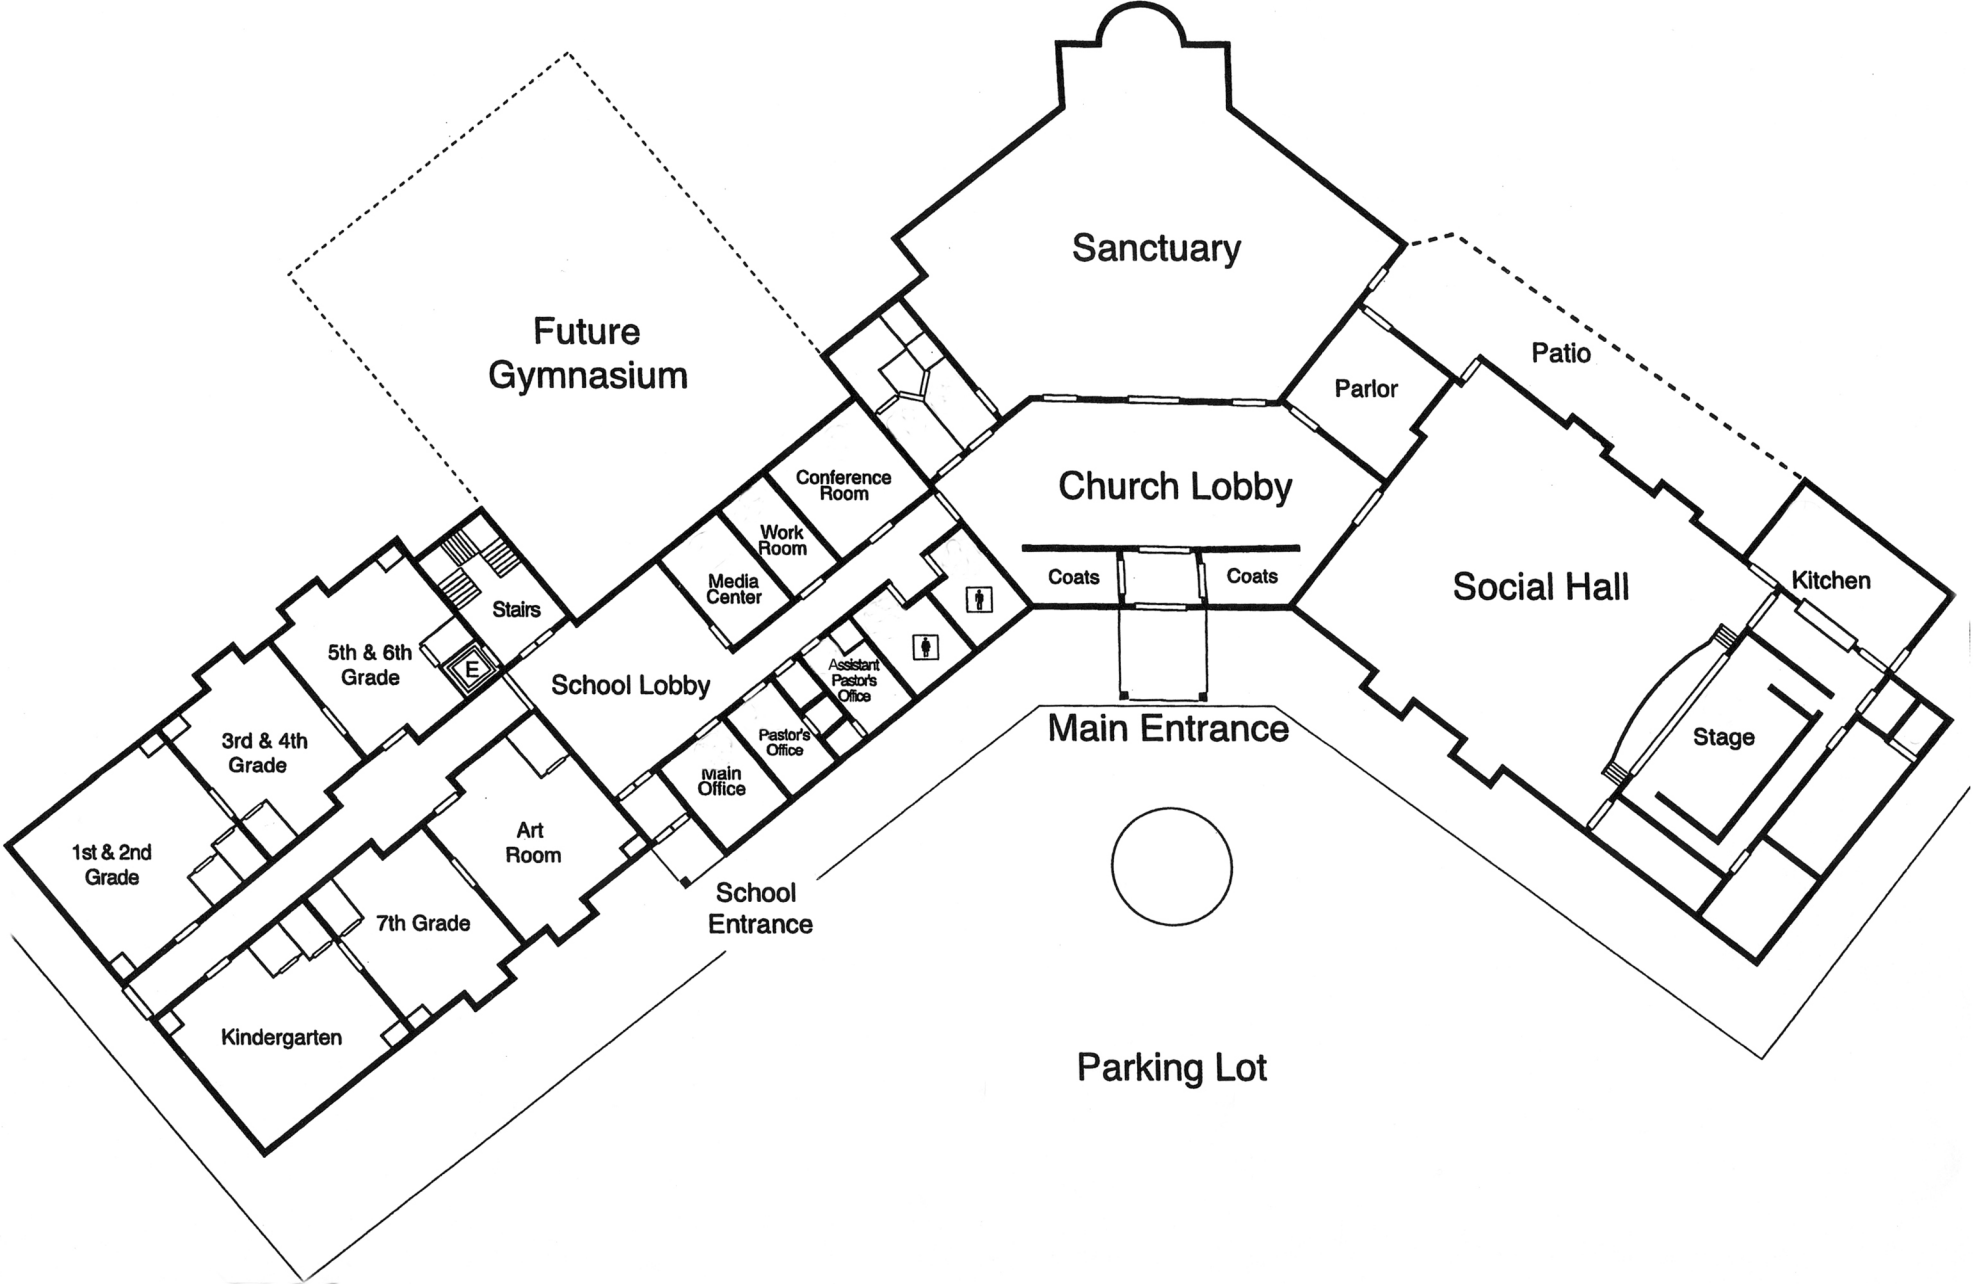 Sanctuary
Future
Gymnasium
Patio
Parlor
Conference
Room
Church Lobby
Work
Room
Media
Center
Coats
Coats
Social Hall
Kitchen
Stairs
5th & 6th
Grade
E
School Lobby
Assistant
Pastor's
Office
3rd & 4th
Grade
Pastor's
Office
Main Entrance
Stage
Main
Office
Art
Room
1st & 2nd
Grade
School
Entrance
7th Grade
Kindergarten
Parking Lot